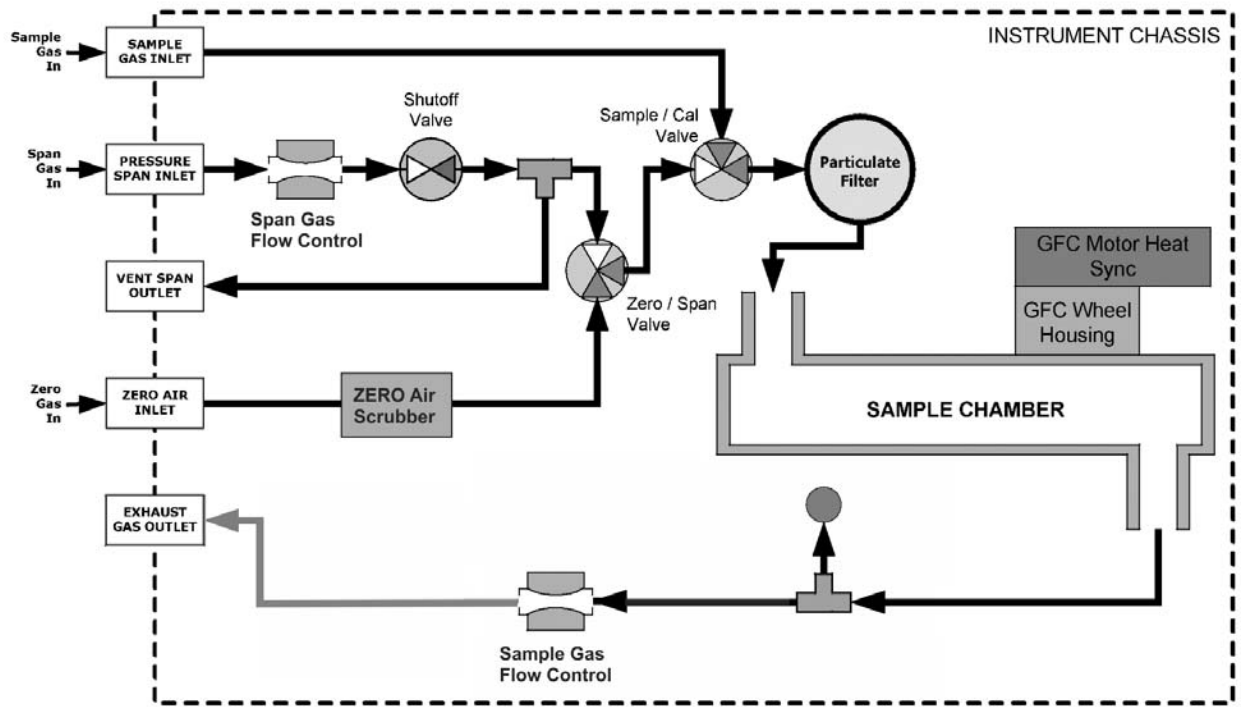 INSTRUMENT CHASSIS
Sample
Gas
In
SAMPLE
GAS INLET
Shutoff
Valve
Sample / Cal
Valve
Span
Gas
In
PRESSURE
SPAN INLET
Particulate
Filter
Span Gas
Flow Control
GFC Motor Heat
Sync
VENT SPAN
OUTLET
Zero / Span
Valve
GFC Wheel
Housing
Zero
Gas
In
ZERO AIR
INLET
ZERO Air
Scrubber
SAMPLE CHAMBER
EXHAUST
GAS OUTLET
Sample Gas
Flow Control